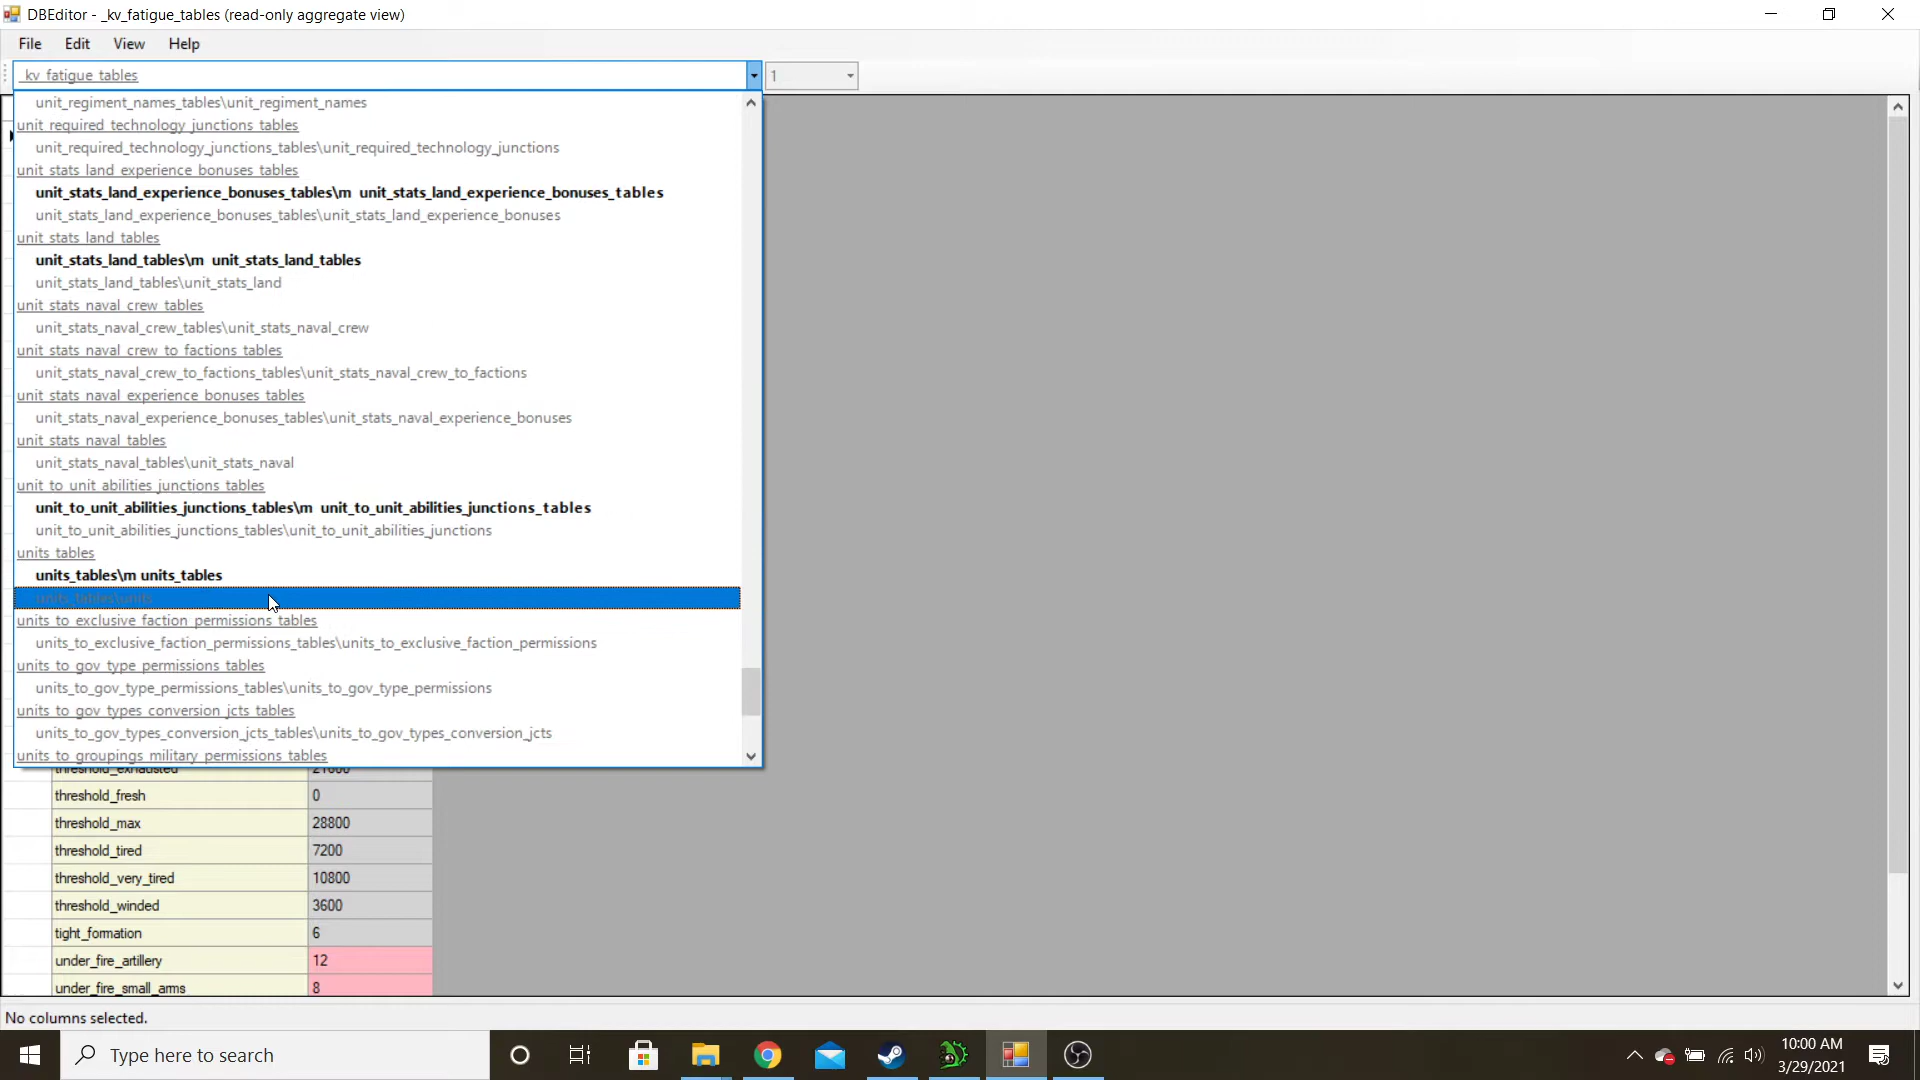 DBEditor - _kv_fatigue_tables (read-only aggregate view)
File Edit View Help
_kv_fatigue_tables 1
unit_regiment_names_tables\unit_regiment_names
unit_required_technology_junctions_tables
unit_required_technology_junctions_tables\unit_required_technology_junctions
unit_stats_land_experience_bonuses_tables
unit_stats_land_experience_bonuses_tables\m unit_stats_land_experience_bonuses_tables
unit_stats_land_experience_bonuses_tables\unit_stats_land_experience_bonuses
unit_stats_land_tables
unit_stats_land_tables\m unit_stats_land_tables
unit_stats_land_tables\unit_stats_land
unit_stats_naval_crew_tables
unit_stats_naval_crew_tables\unit_stats_naval_crew
unit_stats_naval_crew_to_factions_tables
unit_stats_naval_crew_to_factions_tables\unit_stats_naval_crew_to_factions
unit_stats_naval_experience_bonuses_tables
unit_stats_naval_experience_bonuses_tables\unit_stats_naval_experience_bonuses
unit_stats_naval_tables
unit_stats_naval_tables\unit_stats_naval
unit_to_unit_abilities_junctions_tables
unit_to_unit_abilities_junctions_tables\m unit_to_unit_abilities_junctions_tables
unit_to_unit_abilities_junctions_tables\unit_to_unit_abilities_junctions
units_tables
units_tables\m units_tables
units_tables\units
units_to_exclusive_faction_permissions_tables
units_to_exclusive_faction_permissions_tables\units_to_exclusive_faction_permissions
units_to_gov_type_permissions_tables
units_to_gov_type_permissions_tables\units_to_gov_type_permissions
units_to_gov_types_conversion_jcts_tables
units_to_gov_types_conversion_jcts_tables\units_to_gov_types_conversion_jcts
units_to_groupings_military_permissions_tables
threshold_exhausted 21600
threshold_fresh 0
threshold_max 28800
threshold_tired 7200
threshold_very_tired 10800
threshold_winded 3600
tight_formation 6
under_fire_artillery 12
under_fire_small_arms 8
No columns selected.
Type here to search
10:00 AM
3/29/2021